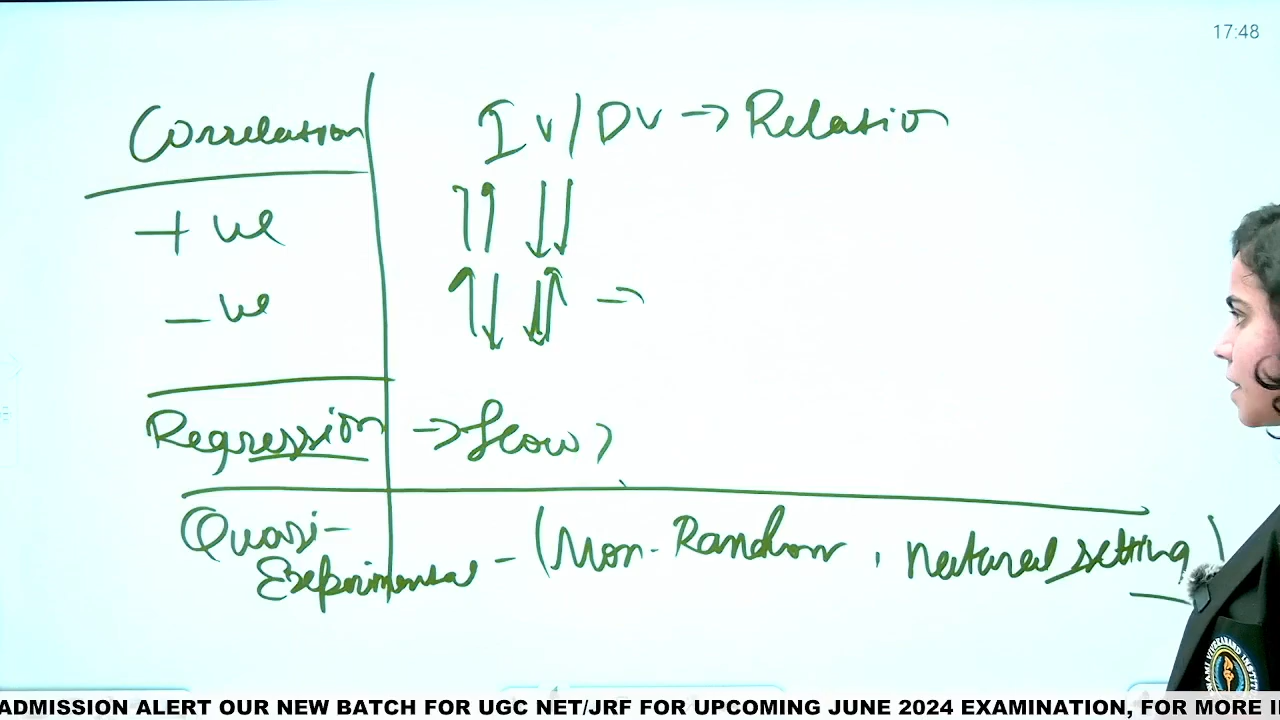 17:48
Correlation
IV/DV → Relation
+ ve
↑↑ ↓↓
- ve
↑↓ ↓↑ →
Regression → How?
Quasi-
Experimental - (Non-Random, natural setting)
ADMISSION ALERT OUR NEW BATCH FOR UGC NET/JRF FOR UPCOMING JUNE 2024 EXAMINATION, FOR MORE I